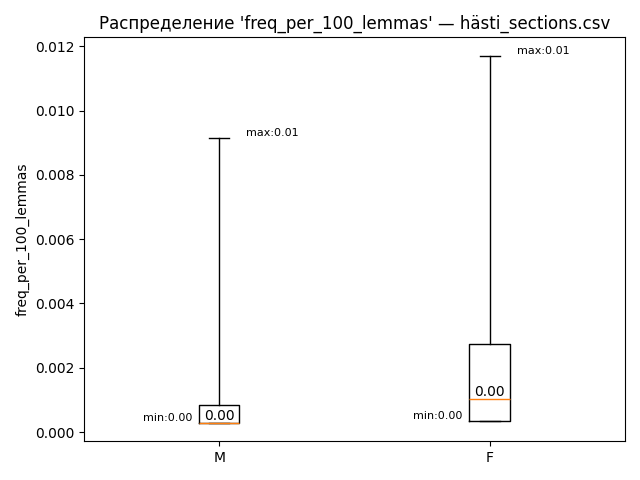 Распределение 'freq_per_100_lemmas' — hästi_sections.csv
0.012
0.010
0.008
0.006
0.004
0.002
0.000
freq_per_100_lemmas
max:0.01
max:0.01
0.00
0.00
min:0.00
min:0.00
M
F